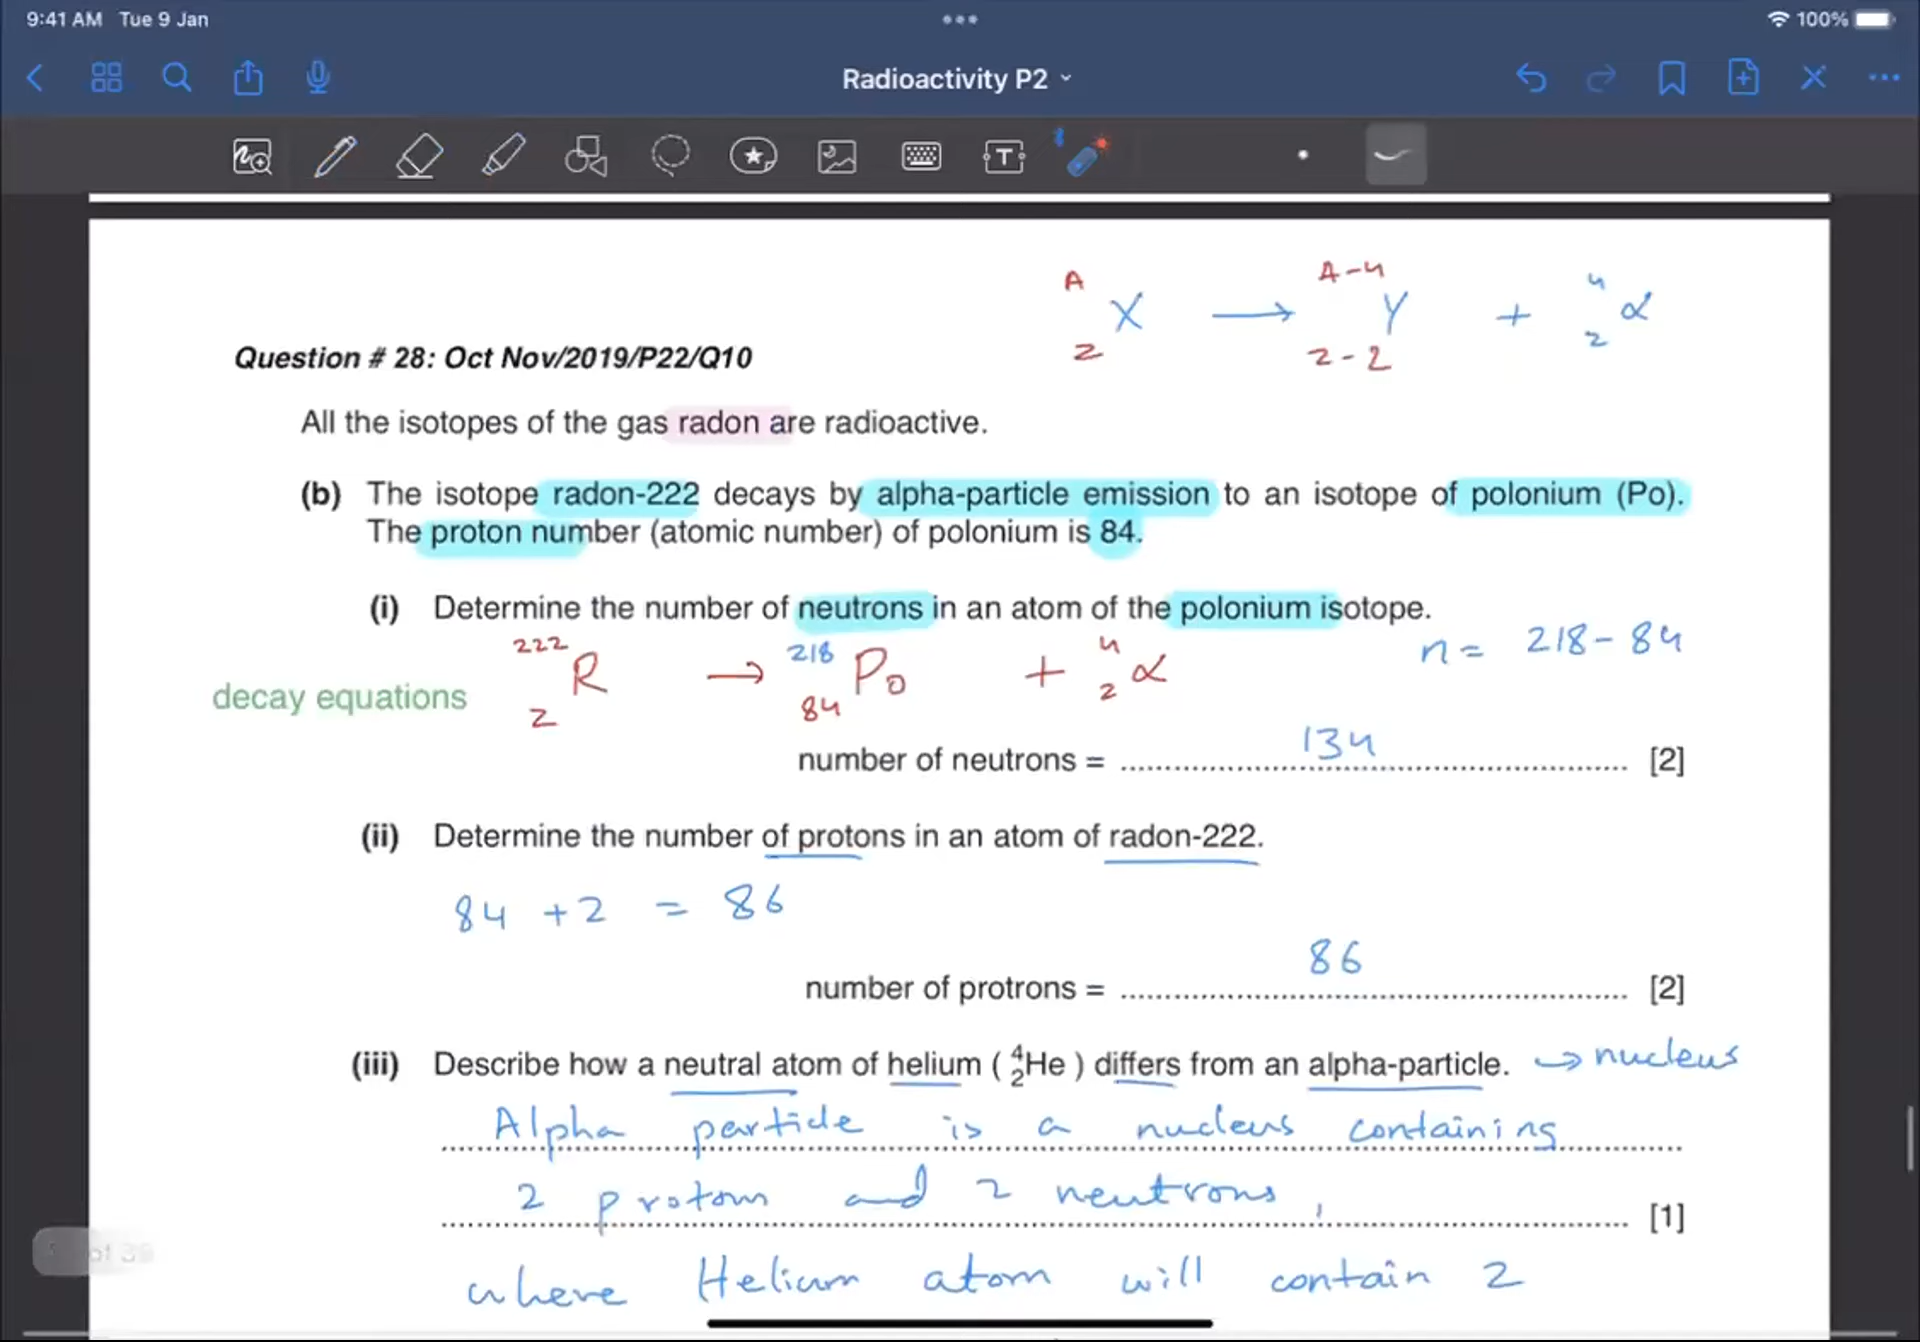 9:41 AM Tue 9 Jan
100%
Radioactivity P2
T
A X → A-4 Y + 4 α
Z Z-2 2
Question # 28: Oct Nov/2019/P22/Q10
All the isotopes of the gas radon are radioactive.
(b) The isotope radon-222 decays by alpha-particle emission to an isotope of polonium (Po).
The proton number (atomic number) of polonium is 84.
(i) Determine the number of neutrons in an atom of the polonium isotope.
n = 218 - 84
222 R → 218 Po + 4 α
Z 84 2
decay equations
number of neutrons = 134 [2]
(ii) Determine the number of protons in an atom of radon-222.
84 + 2 = 86
86
number of protrons = [2]
(iii) Describe how a neutral atom of helium ( ⁴₂He ) differs from an alpha-particle. → nucleus
Alpha particle is a nucleus containing
2 protons and 2 neutrons, [1]
where Helium atom will contain 2